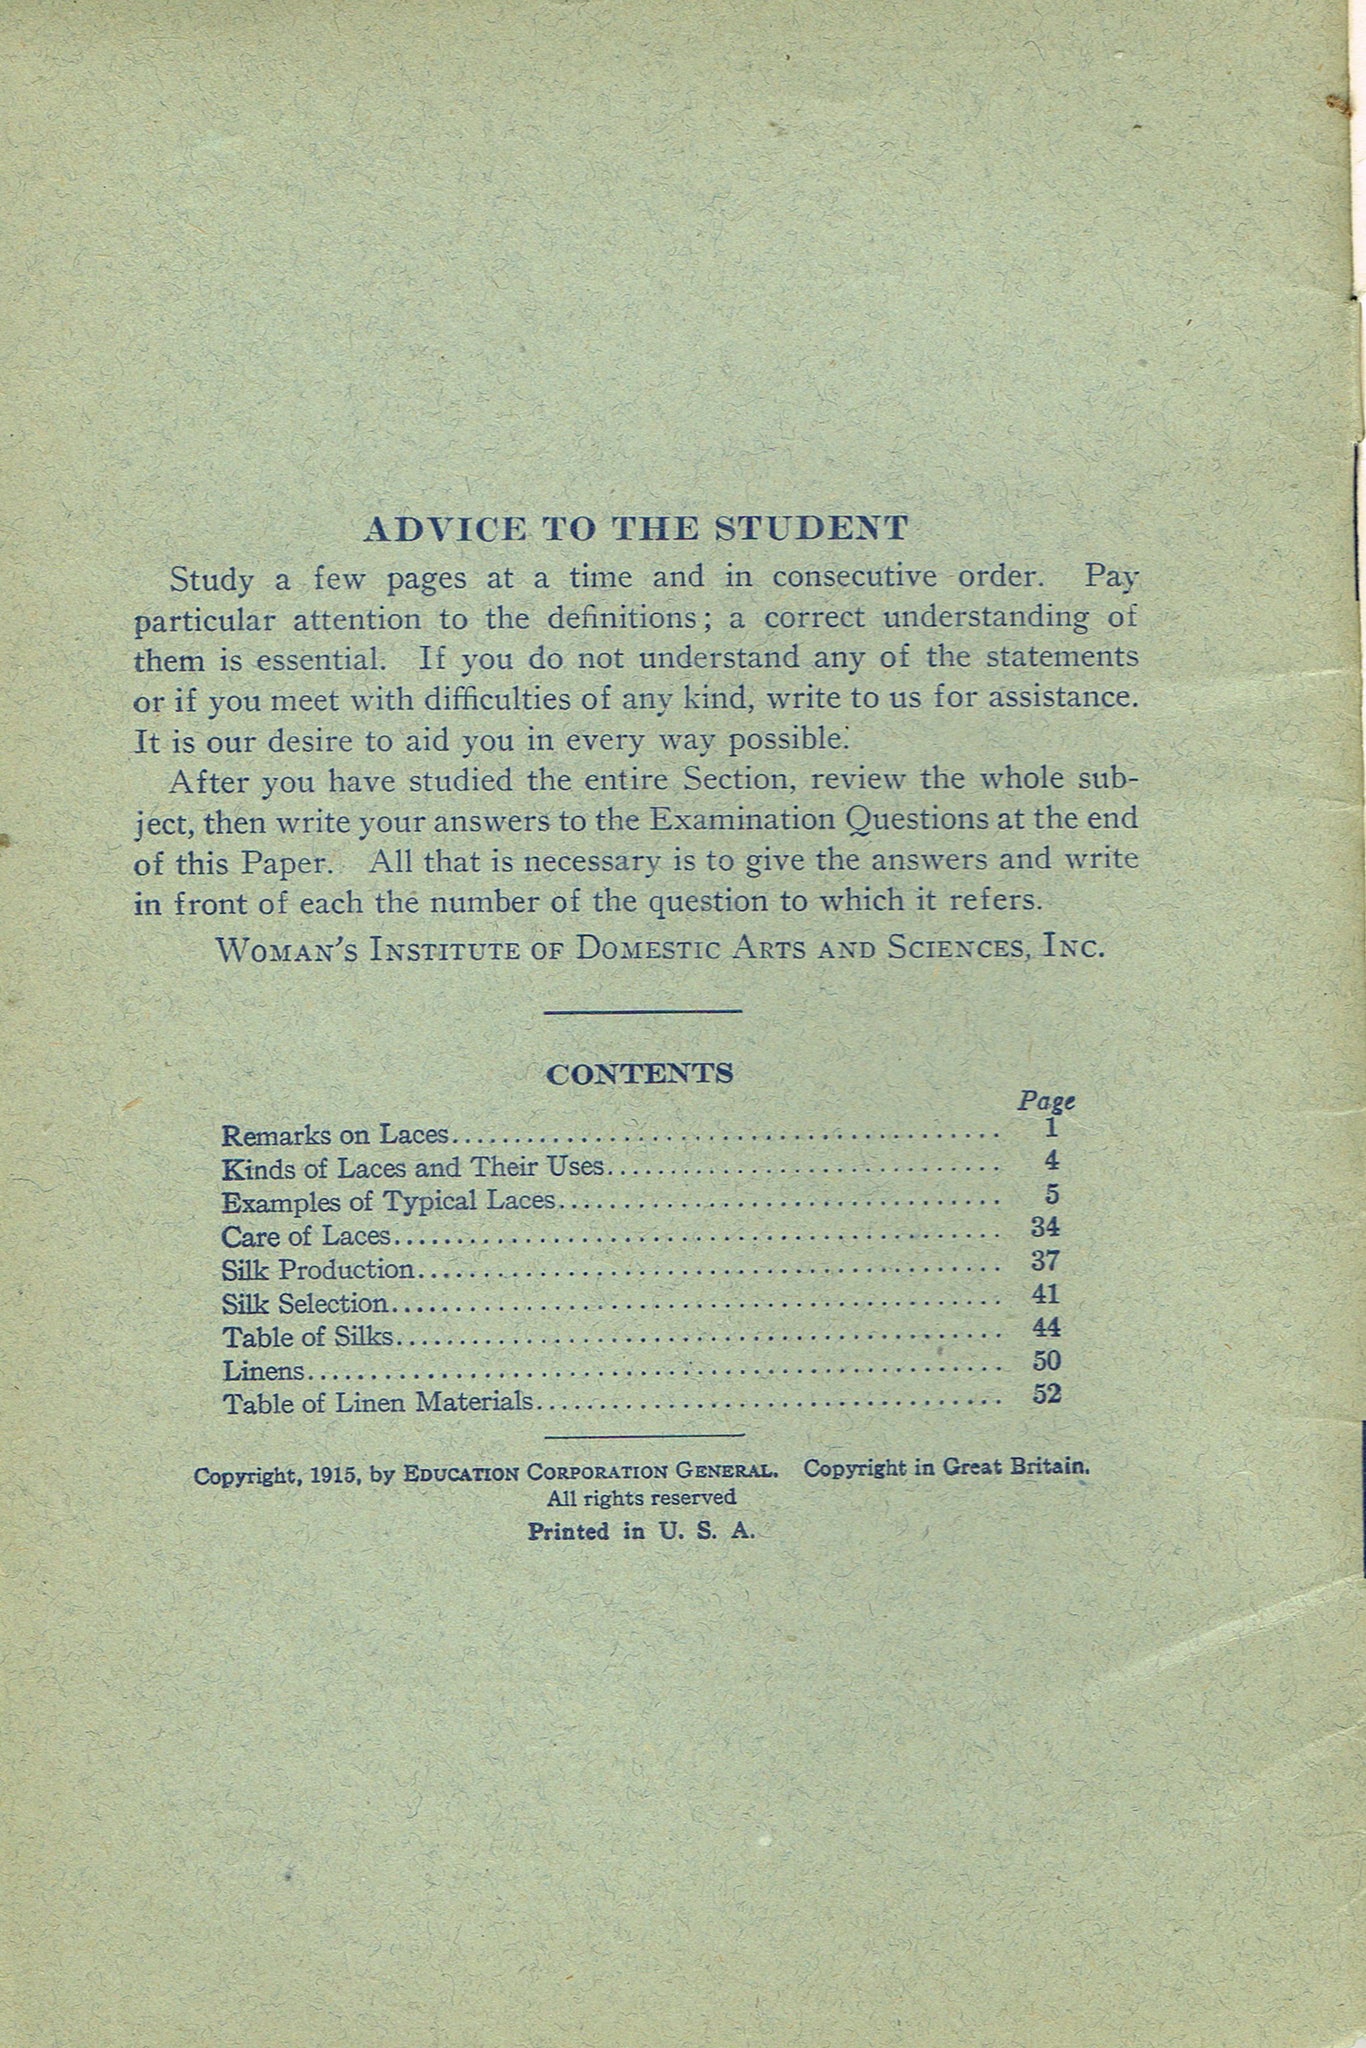 ADVICE TO THE STUDENT
Study a few pages at a time and in consecutive order. Pay
particular attention to the definitions; a correct understanding of
them is essential. If you do not understand any of the statements
or if you meet with difficulties of any kind, write to us for assistance.
It is our desire to aid you in every way possible.
After you have studied the entire Section, review the whole sub-
ject, then write your answers to the Examination Questions at the end
of this Paper. All that is necessary is to give the answers and write
in front of each the number of the question to which it refers.
WOMAN'S INSTITUTE OF DOMESTIC ARTS AND SCIENCES, INC.
CONTENTS
Page
Remarks on Laces........................................ 1
Kinds of Laces and Their Uses........................... 4
Examples of Typical Laces............................... 5
Care of Laces........................................... 34
Silk Production......................................... 37
Silk Selection.......................................... 41
Table of Silks.......................................... 44
Linens.................................................. 50
Table of Linen Materials................................ 52
Copyright, 1915, by EDUCATION CORPORATION GENERAL. Copyright in Great Britain.
All rights reserved
Printed in U. S. A.